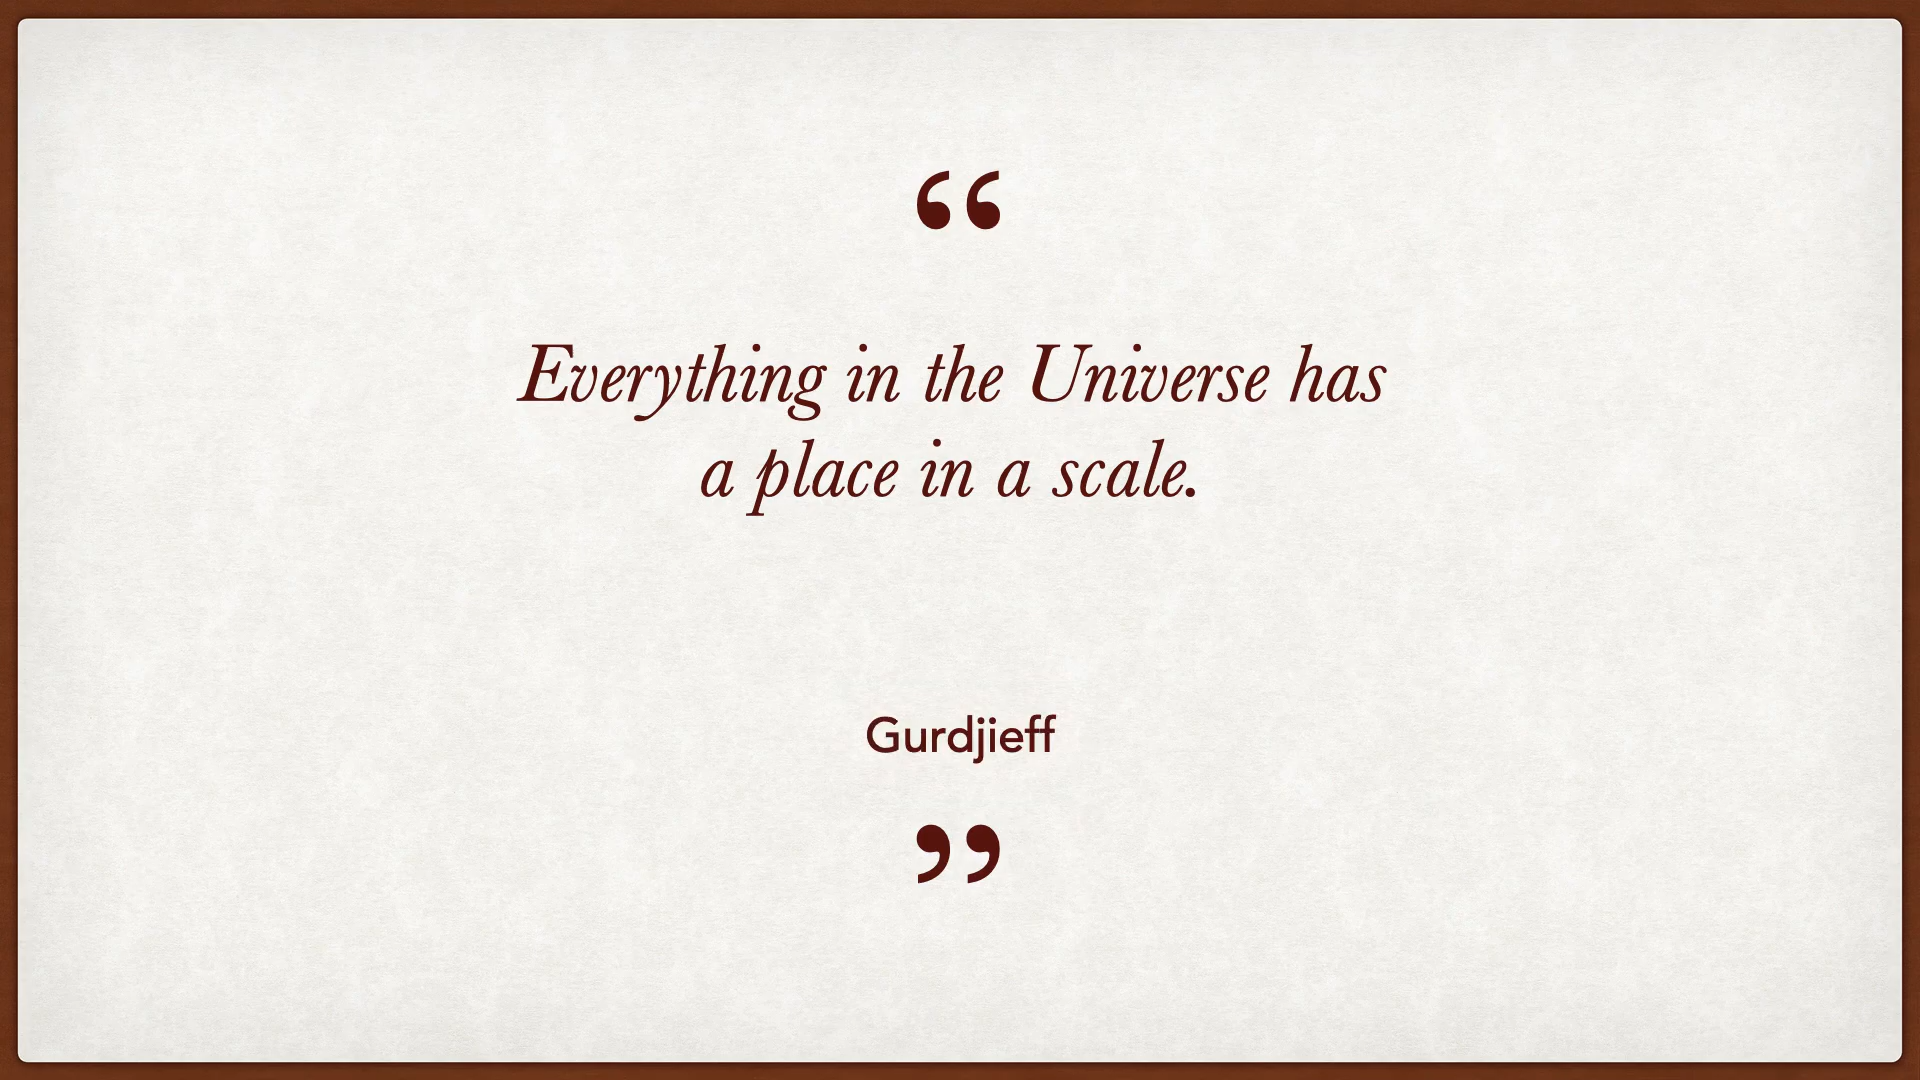 “
Everything in the Universe has
a place in a scale.
Gurdjieff
”